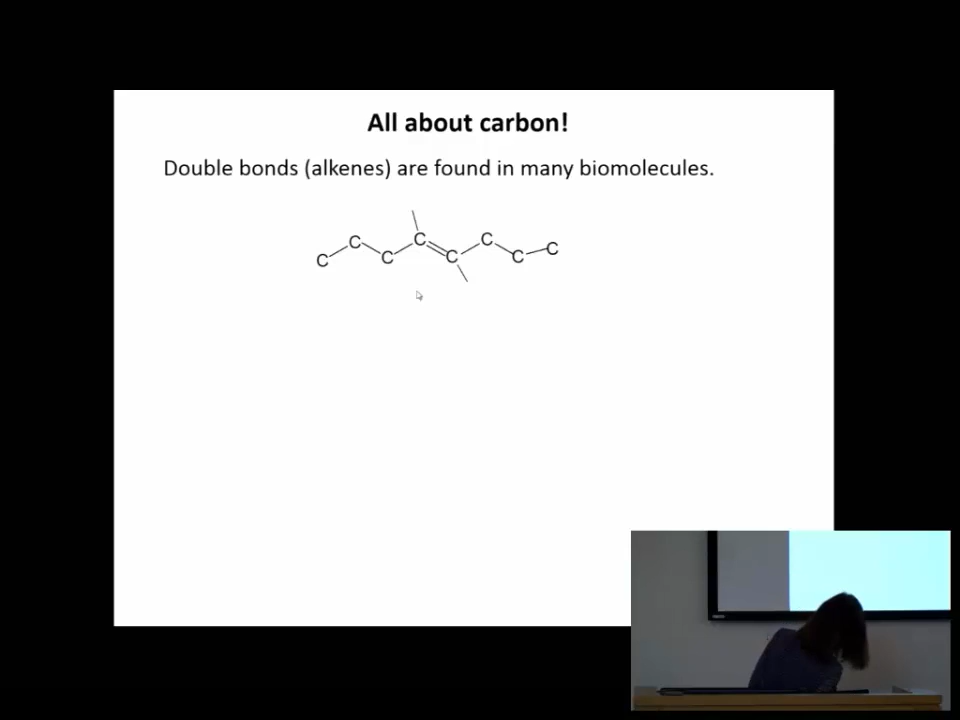 All about carbon!
Double bonds (alkenes) are found in many biomolecules.
C C C C C C C C